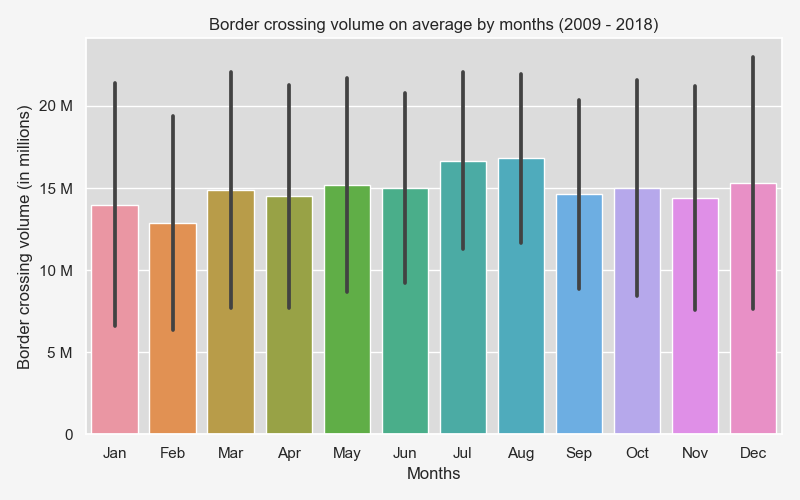 Border crossing volume on average by months (2009 - 2018)
Border crossing volume (in millions)
20 M
15 M
10 M
5 M
0
Jan Feb Mar Apr May Jun Jul Aug Sep Oct Nov Dec
Months